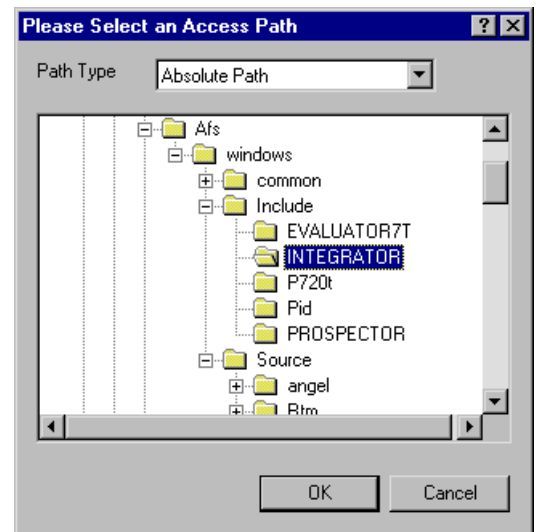 Please Select an Access Path
Path Type Absolute Path
Afs
windows
common
Include
EVALUATOR7T
INTEGRATOR
P720t
Pid
PROSPECTOR
Source
angel
Rtm
OK Cancel